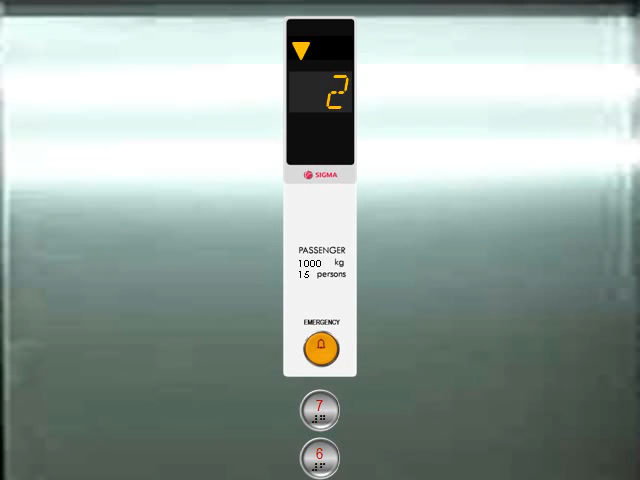 2
SIGMA
PASSENGER
1000 kg
15 persons
EMERGENCY
7
6